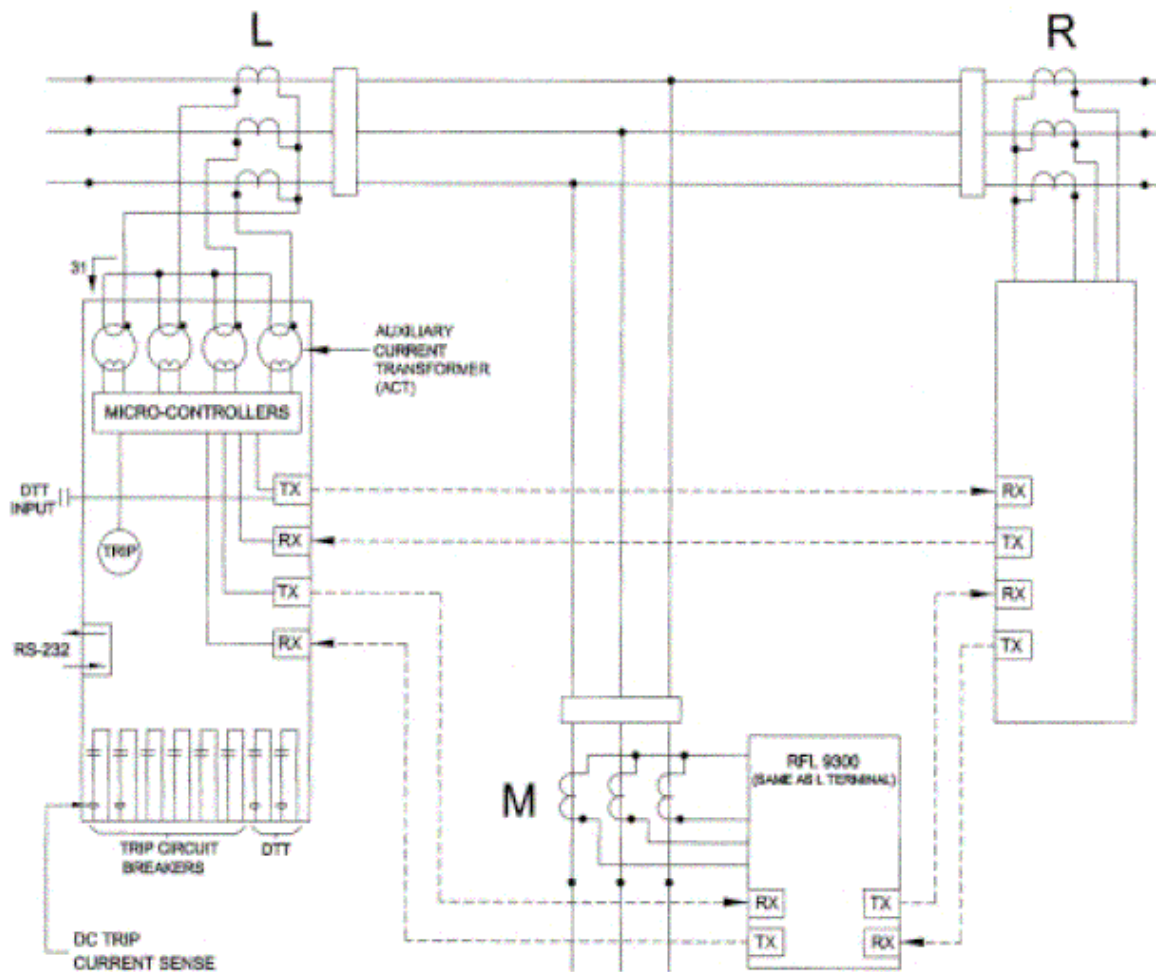 L
R
31
AUXILIARY
CURRENT
TRANSFORMER
(ACT)
MICRO-CONTROLLERS
DTT
INPUT
TX
RX
TRIP
RX
TX
TX
RX
RS-232
RX
TX
M
RFL 9300
(SAME AS L TERMINAL)
TRIP CIRCUIT
BREAKERS
DTT
RX
TX
TX
RX
DC TRIP
CURRENT SENSE